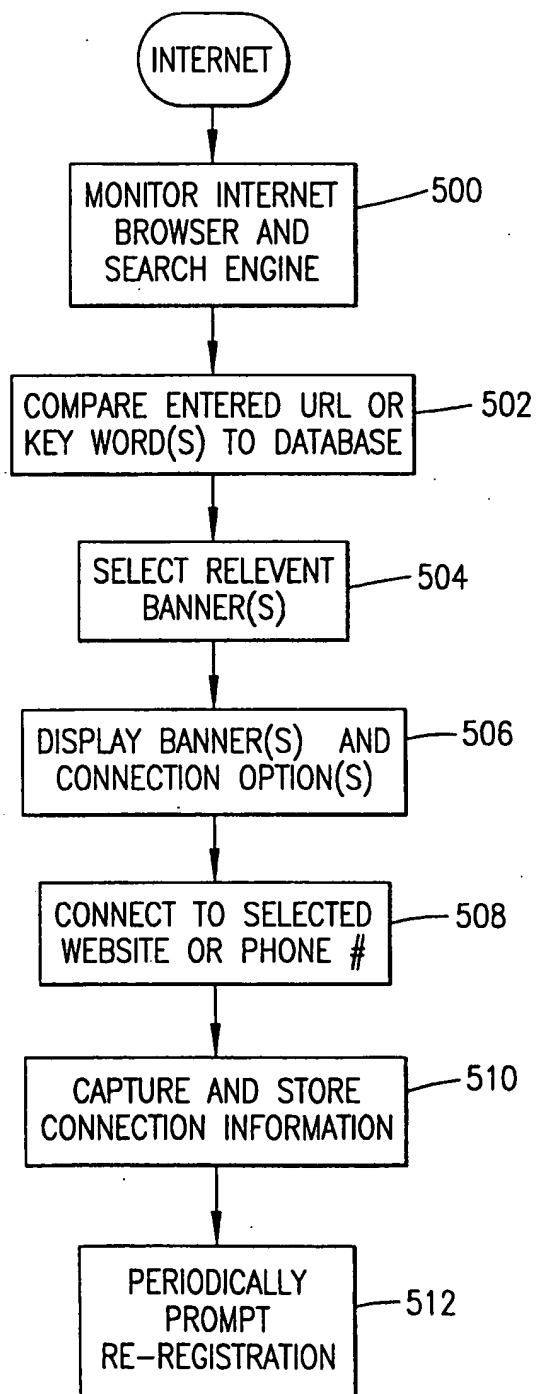 INTERNET
MONITOR INTERNET
BROWSER AND
SEARCH ENGINE
500
COMPARE ENTERED URL OR
KEY WORD(S) TO DATABASE
502
SELECT RELEVENT
BANNER(S)
504
DISPLAY BANNER(S) AND
CONNECTION OPTION(S)
506
CONNECT TO SELECTED
WEBSITE OR PHONE #
508
CAPTURE AND STORE
CONNECTION INFORMATION
510
PERIODICALLY
PROMPT
RE-REGISTRATION
512